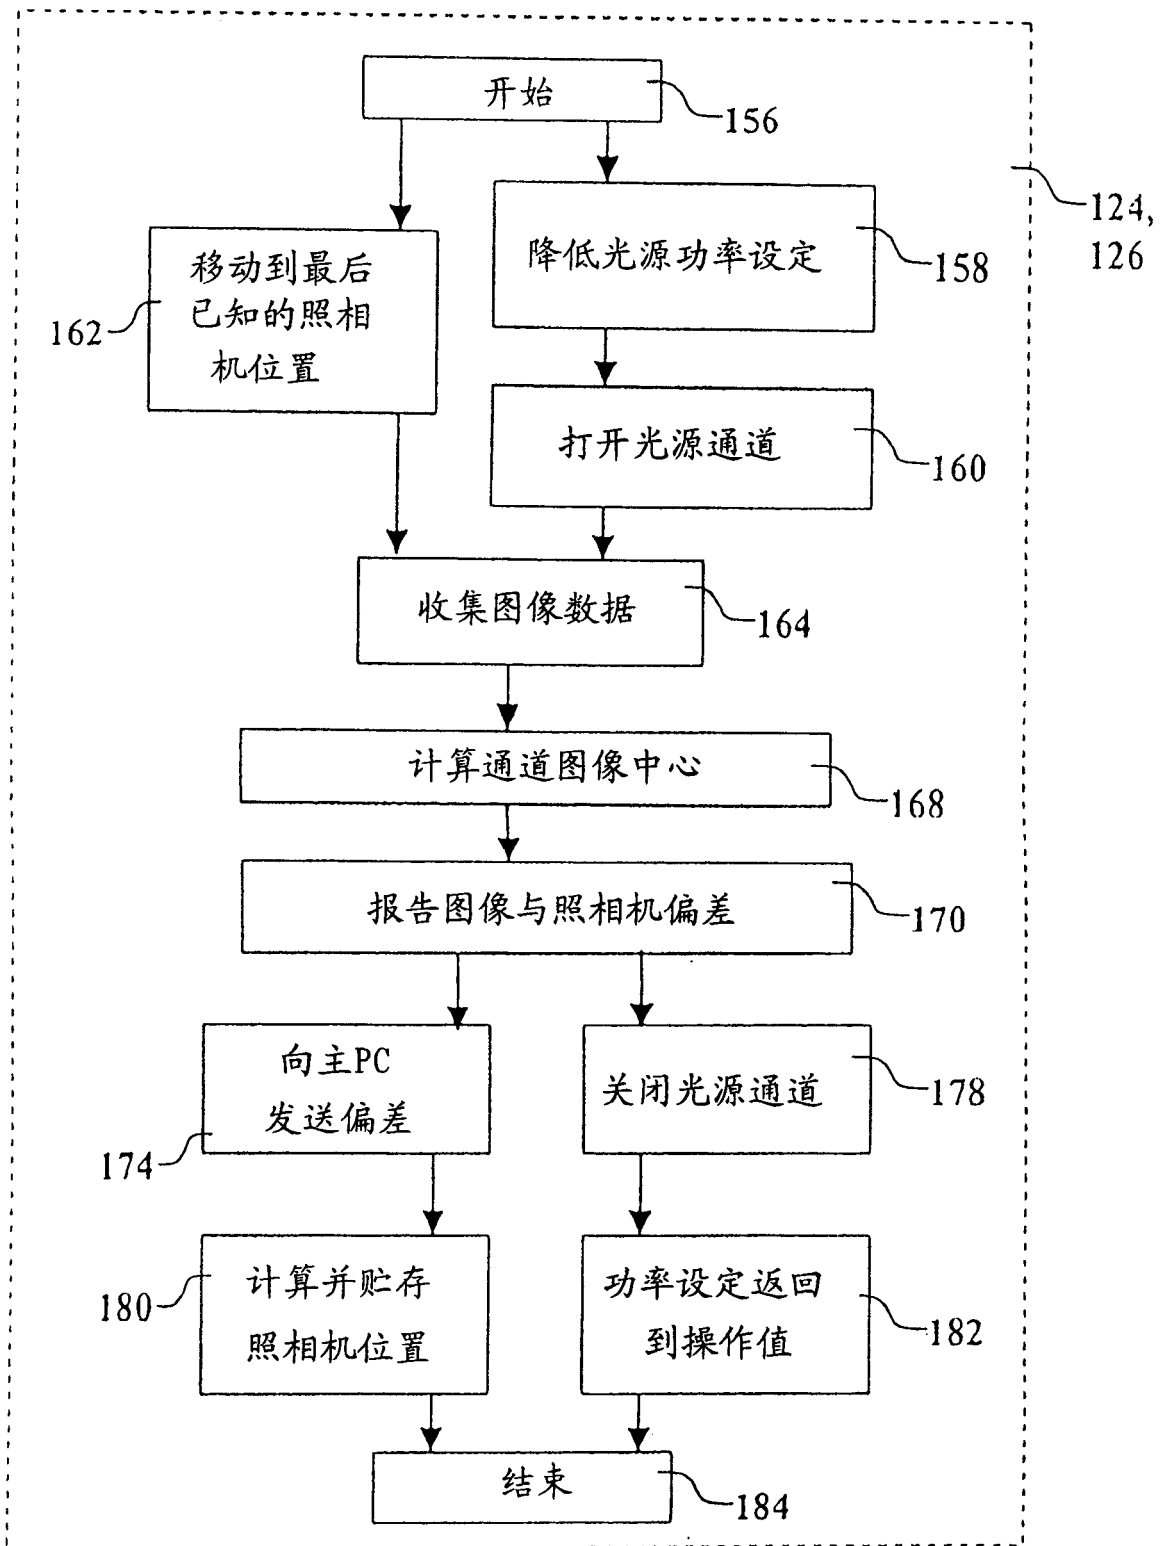 开始
156
124,
126
降低光源功率设定
158
移动到最后
已知的照相
机位置
162
打开光源通道
160
收集图像数据
164
计算通道图像中心
168
报告图像与照相机偏差
170
向主PC
发送偏差
174
关闭光源通道
178
计算并贮存
照相机位置
180
功率设定返回
到操作值
182
结束
184